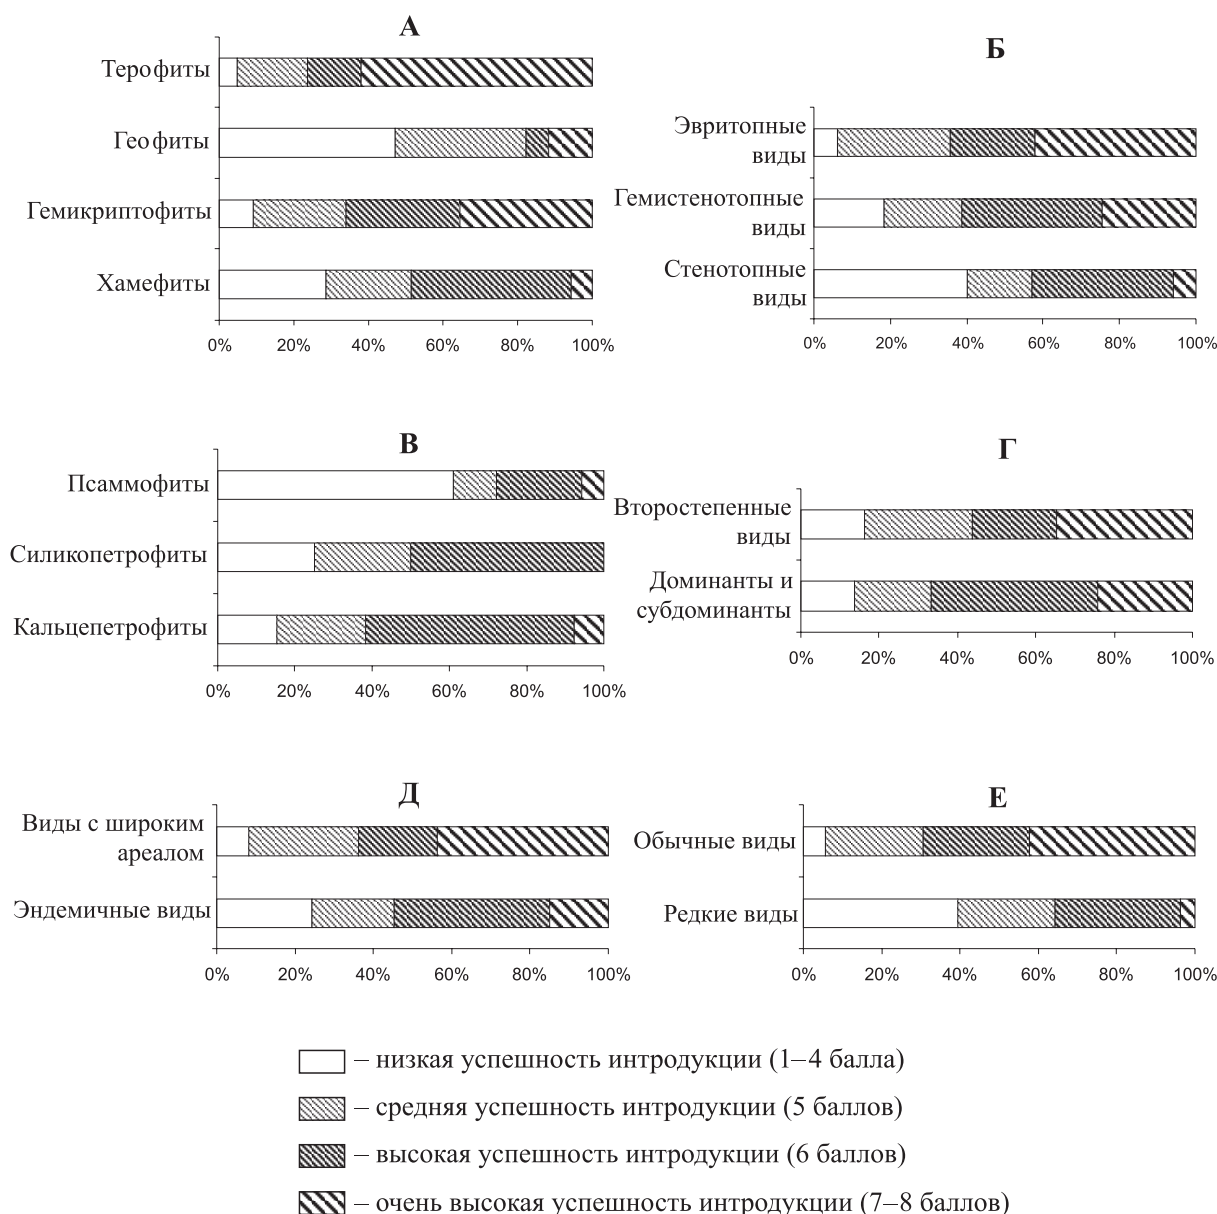 А
Терофиты
Геофиты
Гемикриптофиты
Хамефиты
0% 20% 40% 60% 80% 100%
Б
Эвритопные
виды
Гемистенотопные
виды
Стенотопные
виды
0% 20% 40% 60% 80% 100%
В
Псаммофиты
Силикопетрофиты
Кальцепетрофиты
0% 20% 40% 60% 80% 100%
Г
Второстепенные
виды
Доминанты и
субдоминанты
0% 20% 40% 60% 80% 100%
Д
Виды с широким
ареалом
Эндемичные виды
0% 20% 40% 60% 80% 100%
Е
Обычные виды
Редкие виды
0% 20% 40% 60% 80% 100%
– низкая успешность интродукции (1–4 балла)
– средняя успешность интродукции (5 баллов)
– высокая успешность интродукции (6 баллов)
– очень высокая успешность интродукции (7–8 баллов)